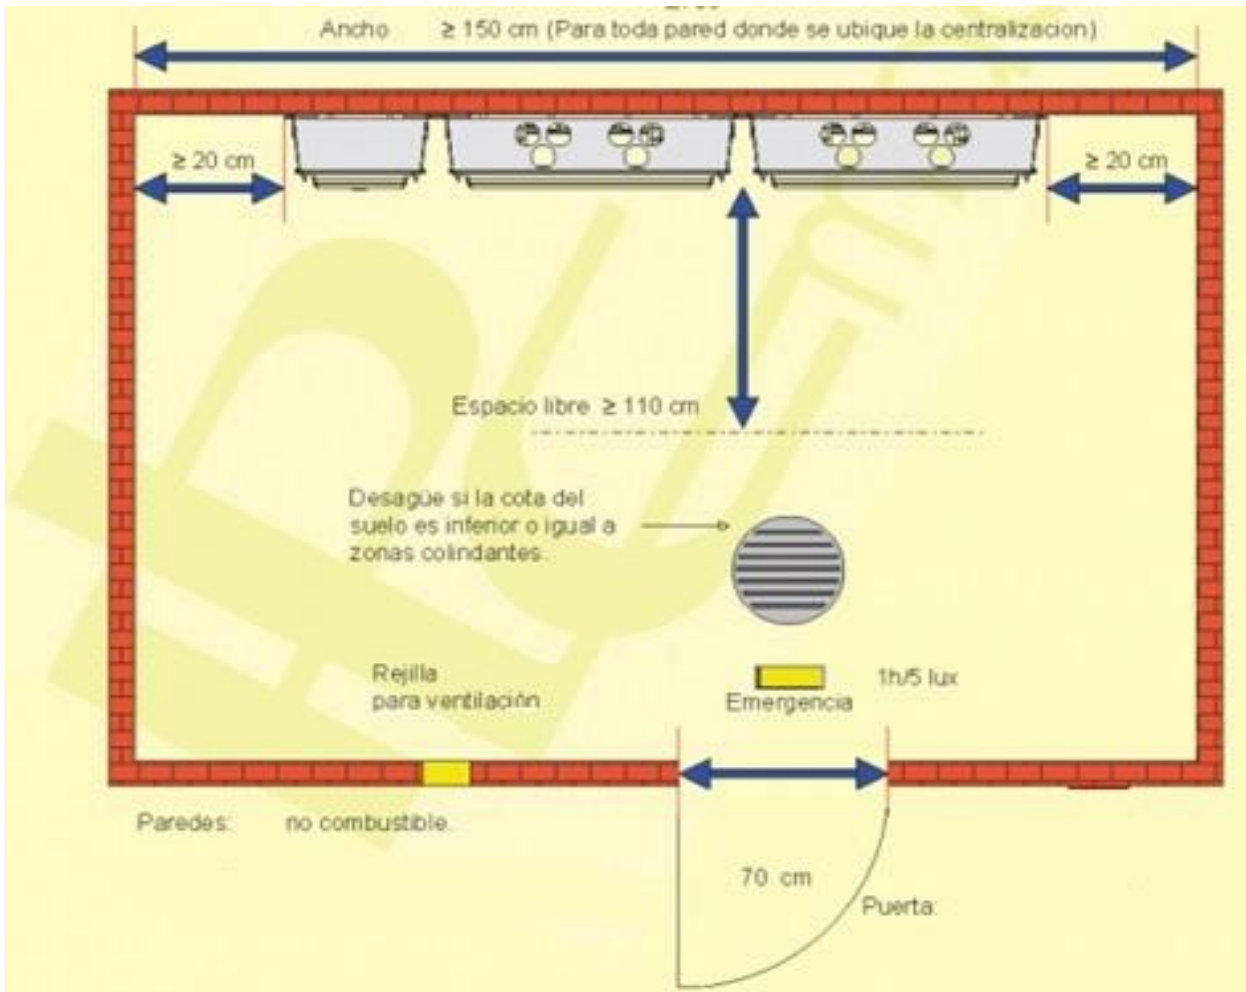 Ancho ≥ 150 cm (Para toda pared donde se ubique la centralizacion)
≥ 20 cm
≥ 20 cm
Espacio libre ≥ 110 cm
Desagüe si la cota del
suelo es inferior o igual a
zonas colindantes.
Rejilla
para ventilación
1h/5 lux
Emergencia
Paredes: no combustible.
70 cm
Puerta: